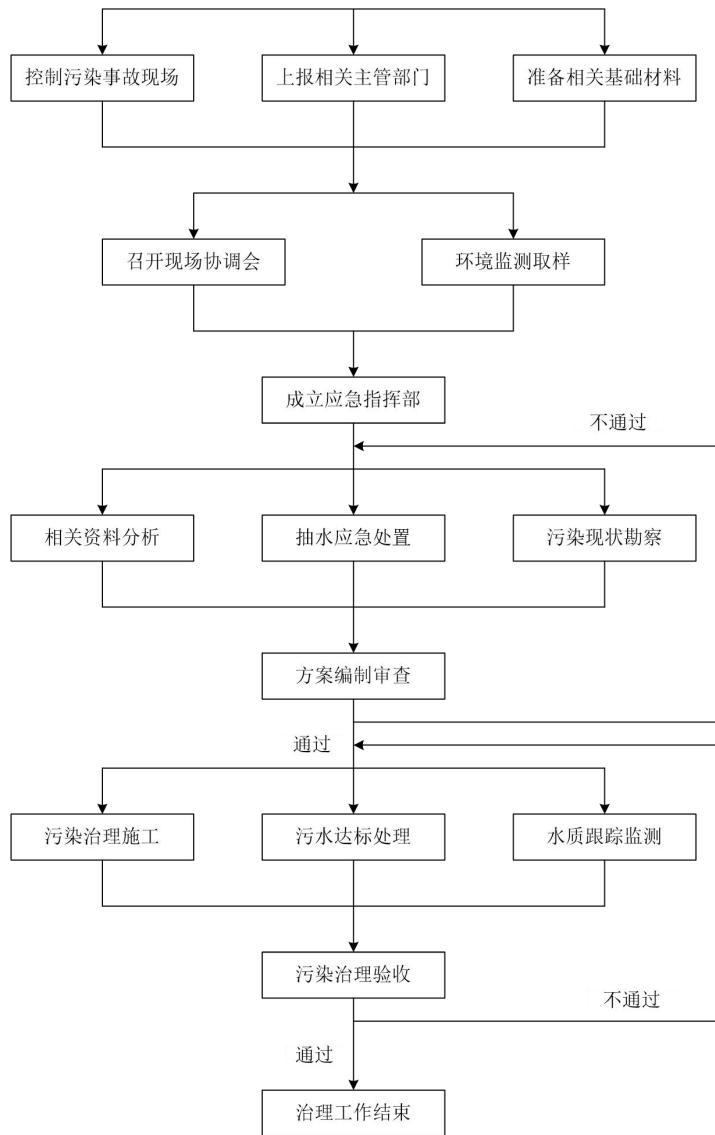 控制污染事故现场
上报相关主管部门
准备相关基础材料
召开现场协调会
环境监测取样
成立应急指挥部
不通过
相关资料分析
抽水应急处置
污染现状勘察
方案编制审查
通过
污染治理施工
污水达标处理
水质跟踪监测
污染治理验收
不通过
通过
治理工作结束